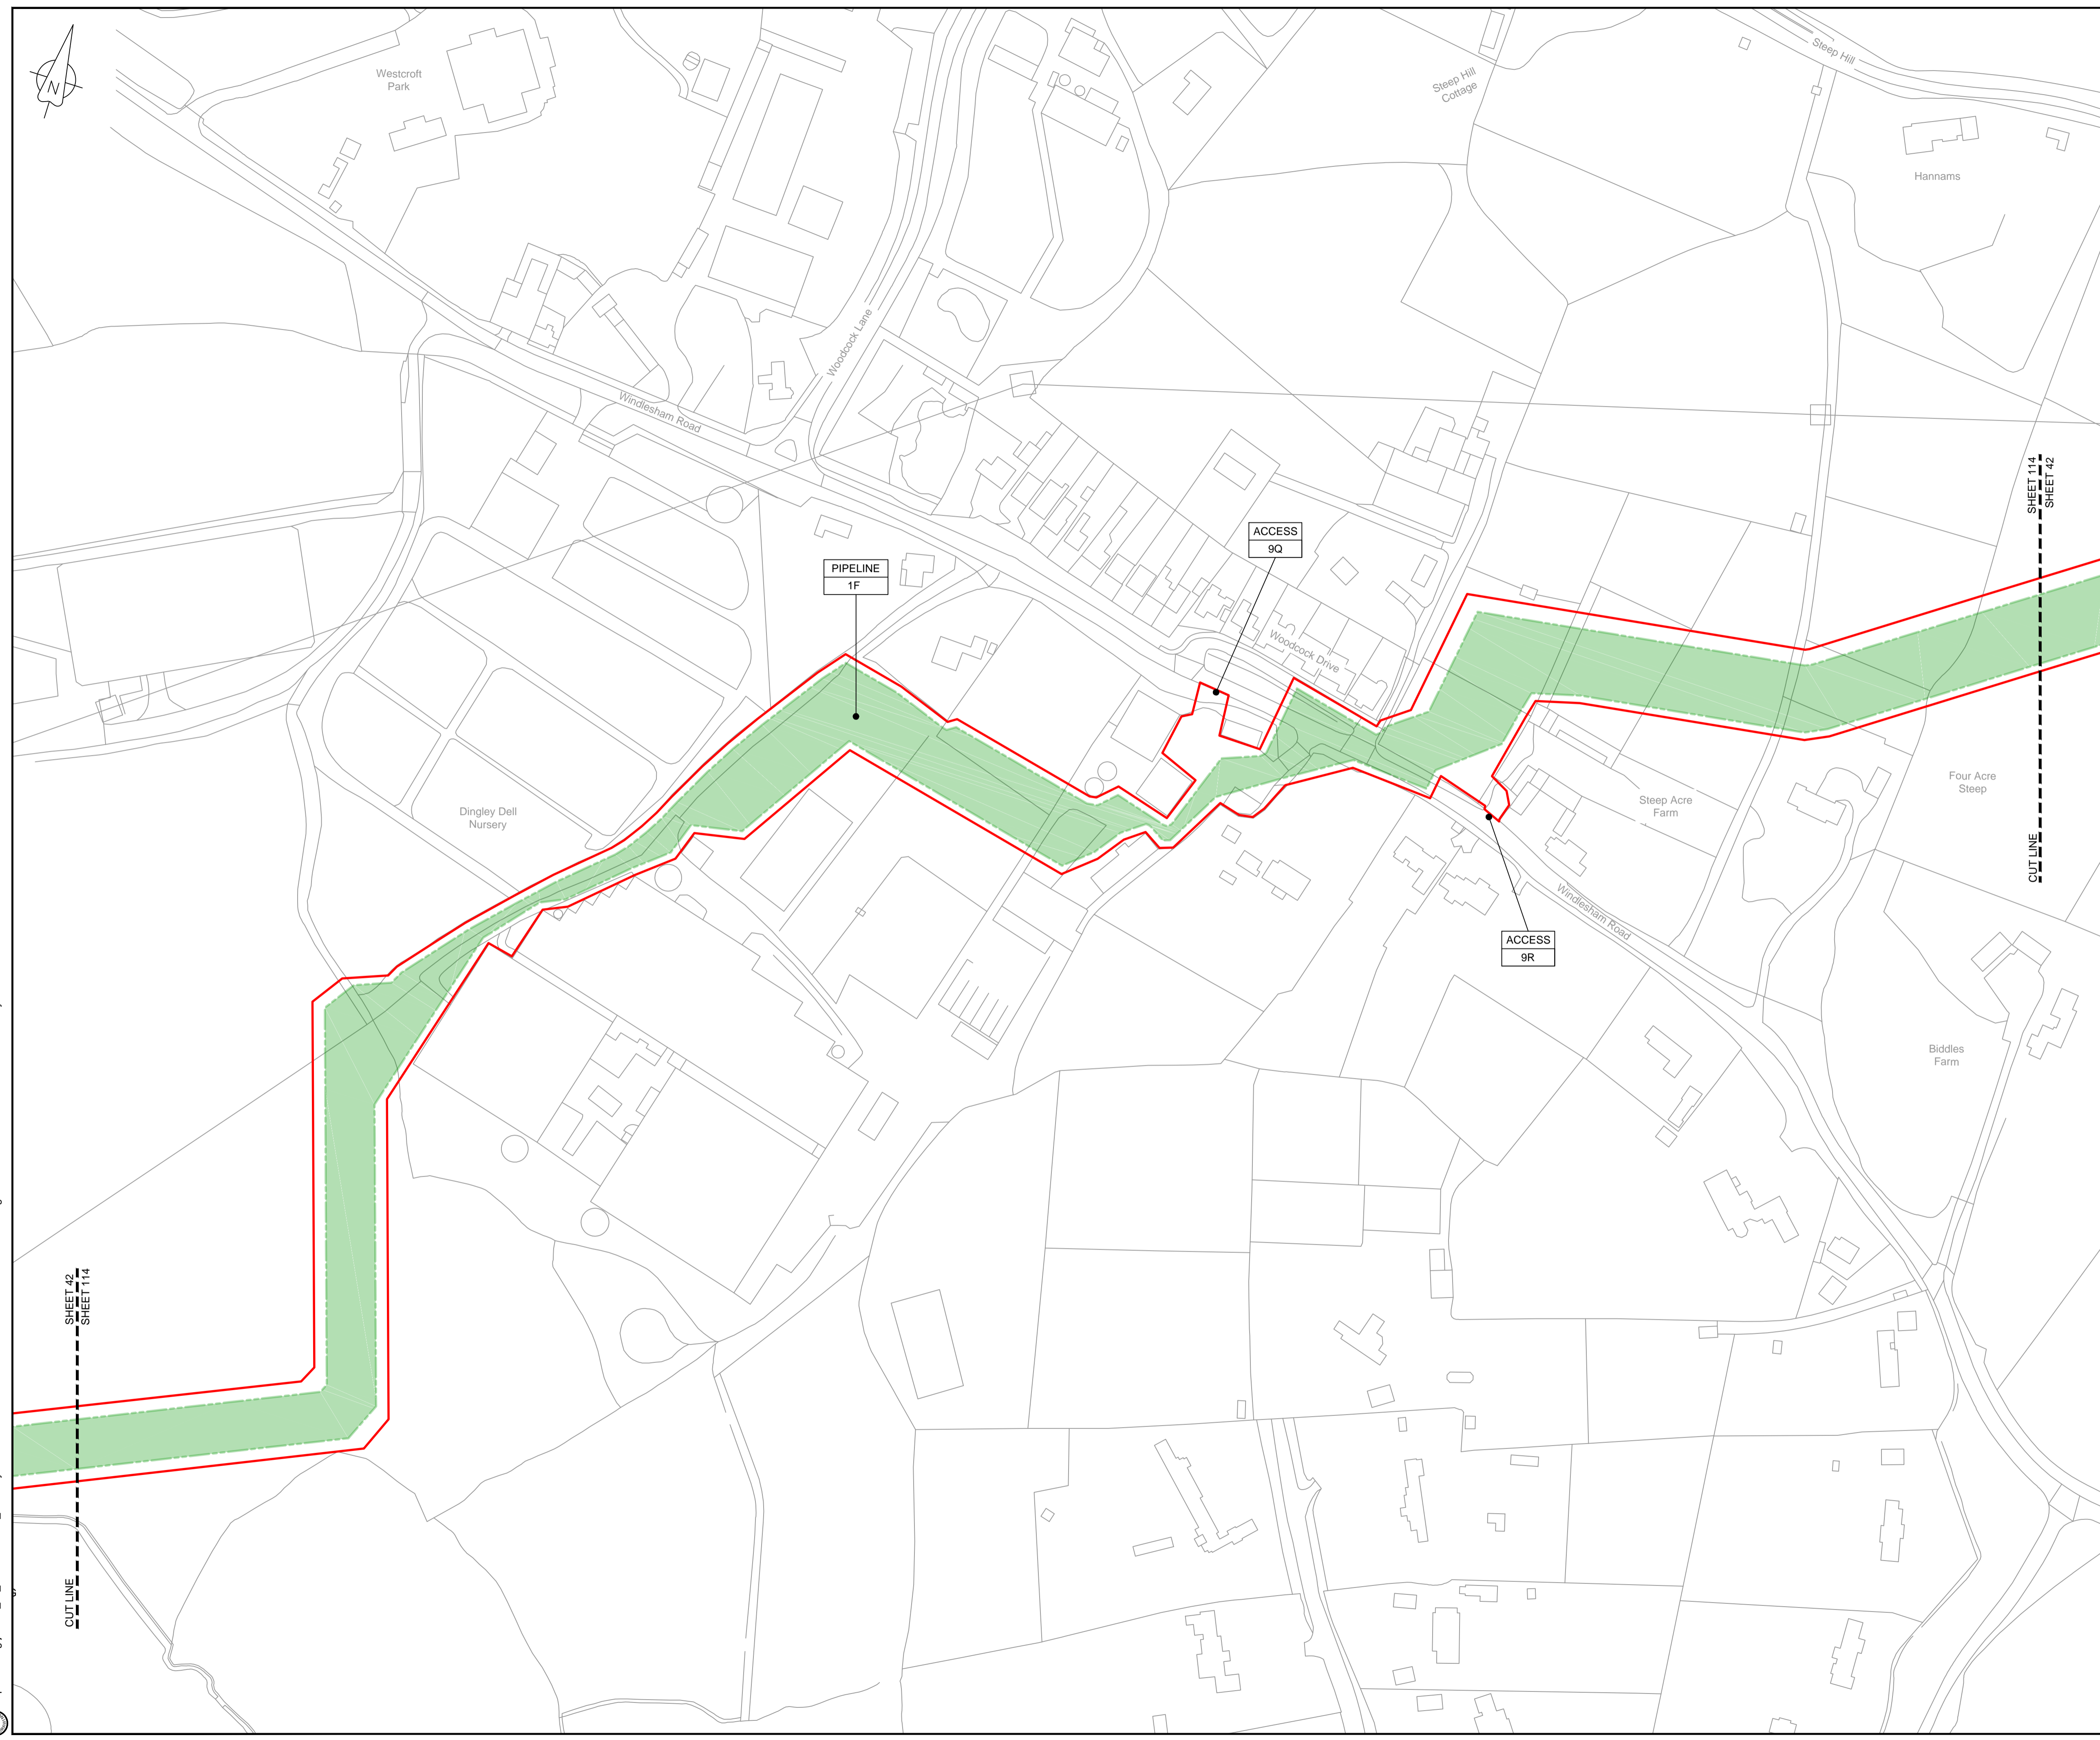 N
Westcroft
Park
Steep Hill
Steep Hill
Cottage
Hannams
Woodcock Lane
Windlesham Road
SHEET 114
SHEET 42
CUT LINE
ACCESS
9Q
PIPELINE
1F
Woodcock Drive
Dingley Dell
Nursery
Steep Acre
Farm
Four Acre
Steep
Windlesham Road
ACCESS
9R
Biddles
Farm
SHEET 42
SHEET 114
CUT LINE